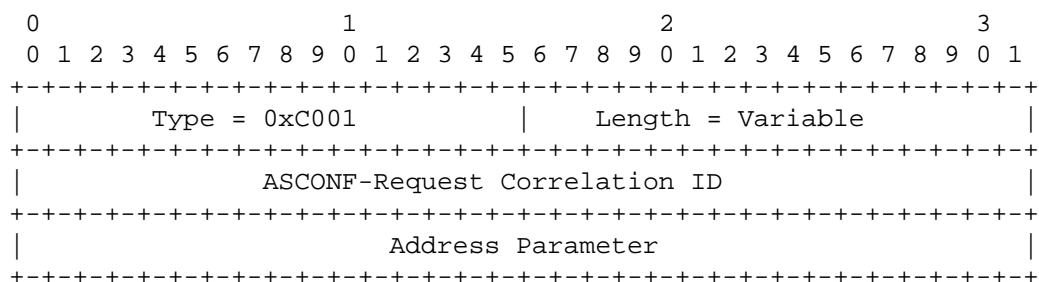 0                   1                   2                   3
 0 1 2 3 4 5 6 7 8 9 0 1 2 3 4 5 6 7 8 9 0 1 2 3 4 5 6 7 8 9 0 1
+-+-+-+-+-+-+-+-+-+-+-+-+-+-+-+-+-+-+-+-+-+-+-+-+-+-+-+-+-+-+-+-+
|        Type = 0xC001          |    Length = Variable          |
+-+-+-+-+-+-+-+-+-+-+-+-+-+-+-+-+-+-+-+-+-+-+-+-+-+-+-+-+-+-+-+-+
|               ASCONF-Request Correlation ID                   |
+-+-+-+-+-+-+-+-+-+-+-+-+-+-+-+-+-+-+-+-+-+-+-+-+-+-+-+-+-+-+-+-+
|                       Address Parameter                       |
+-+-+-+-+-+-+-+-+-+-+-+-+-+-+-+-+-+-+-+-+-+-+-+-+-+-+-+-+-+-+-+-+